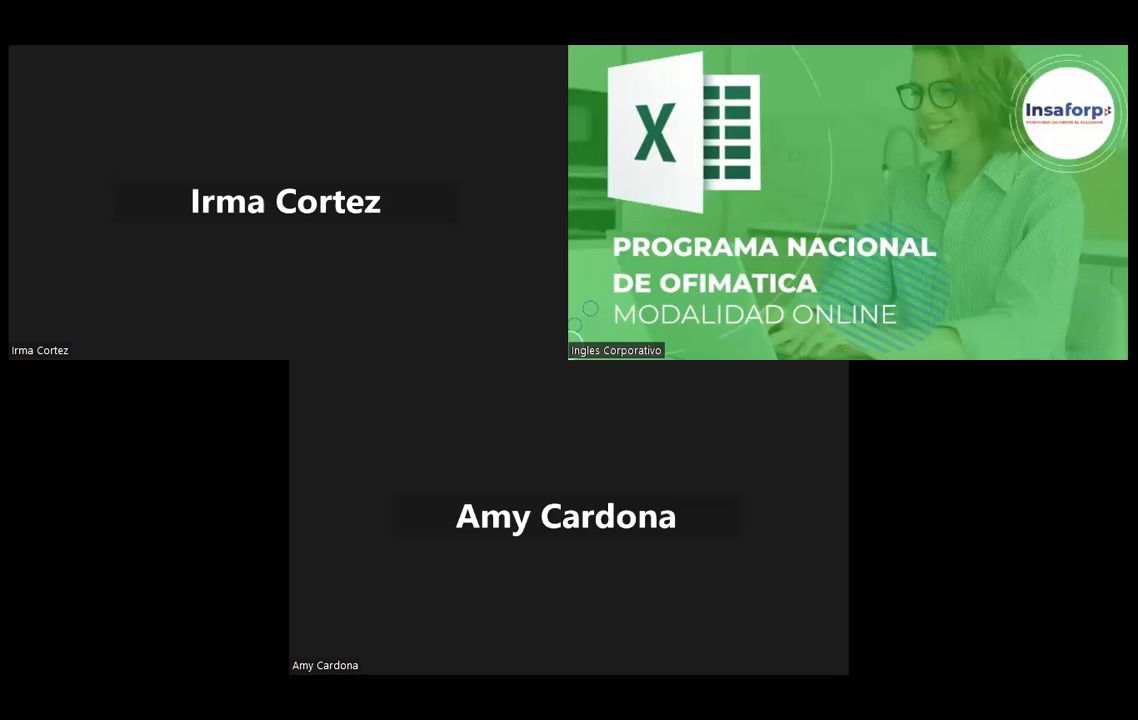 Irma Cortez
Irma Cortez
X
Insaforp
PROGRAMA NACIONAL
DE OFIMATICA
MODALIDAD ONLINE
Ingles Corporativo
Amy Cardona
Amy Cardona